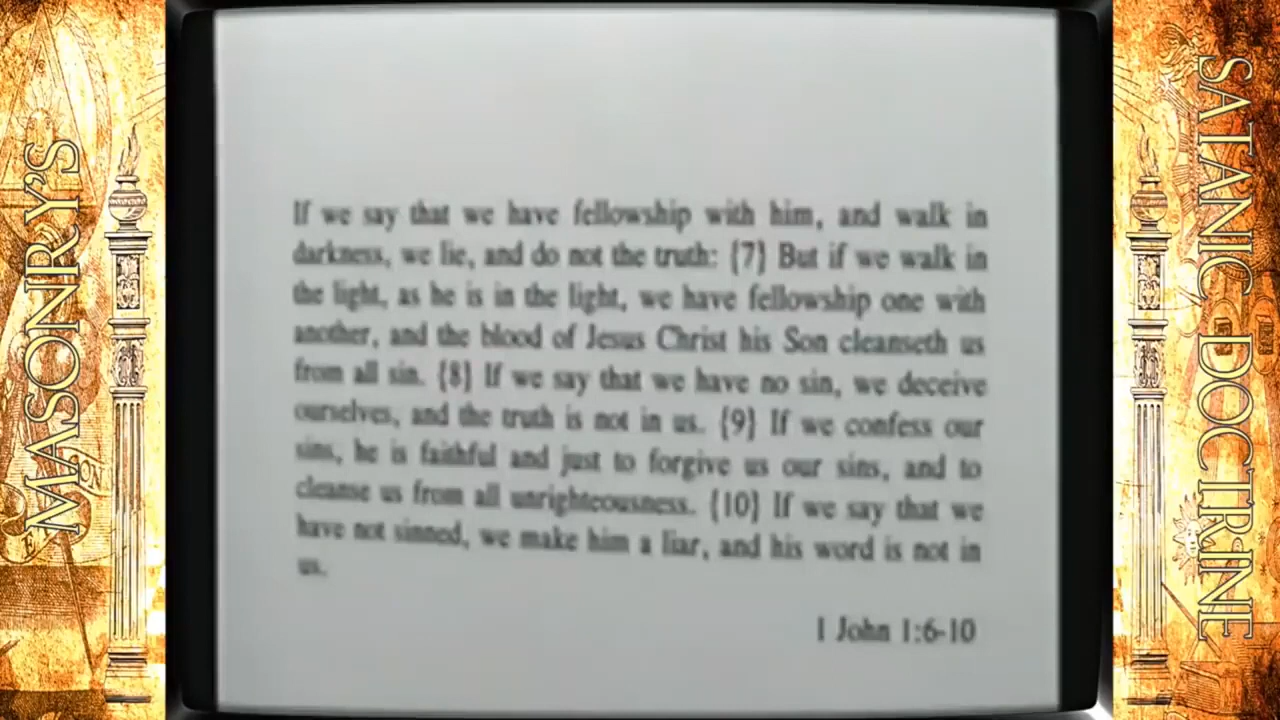 MASONRY'S
If we say that we have fellowship with him, and walk in
darkness, we lie, and do not the truth: {7} But if we walk in
the light, as he is in the light, we have fellowship one with
another, and the blood of Jesus Christ his Son cleanseth us
from all sin. {8} If we say that we have no sin, we deceive
ourselves, and the truth is not in us. {9} If we confess our
sins, he is faithful and just to forgive us our sins, and to
cleanse us from all unrighteousness. {10} If we say that we
have not sinned, we make him a liar, and his word is not in
us.
1 John 1:6-10
SATANIC DOCTRINE